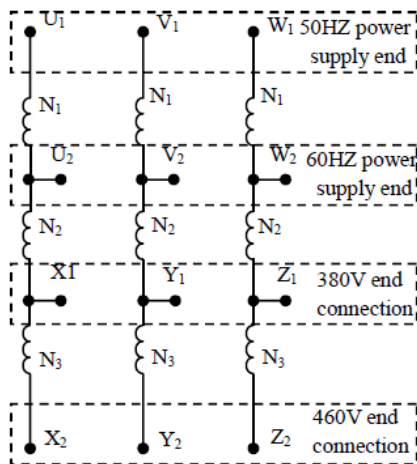 U1 V1 W1 50HZ power
supply end
N1 N1 N1
U2 V2 W2 60HZ power
supply end
N2 N2 N2
X1 Y1 Z1 380V end
connection
N3 N3 N3
460V end
X2 Y2 Z2 connection